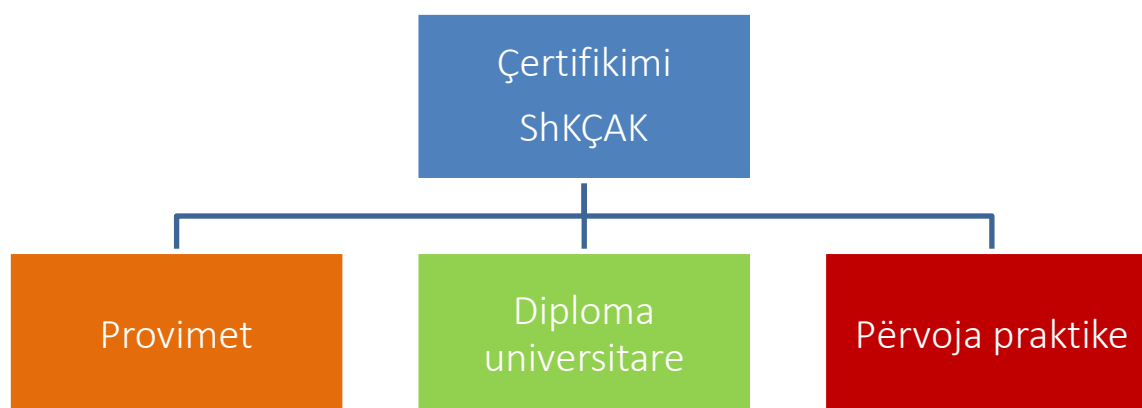 Çertifikimi
ShKÇAK
Provimet
Diploma
universitare
Përvoja praktike